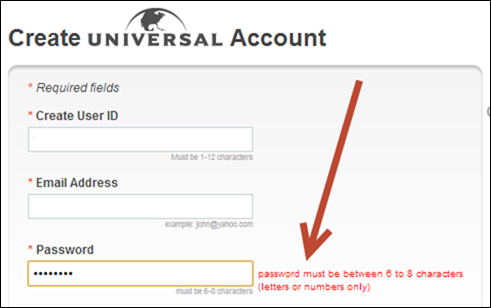 Create UNIVERSAL Account
* Required fields
* Create User ID
Must be 1-12 characters
* Email Address
example: john@yahoo.com
* Password
••••••••
must be 6-8 characters
password must be between 6 to 8 characters
(letters or numbers only)